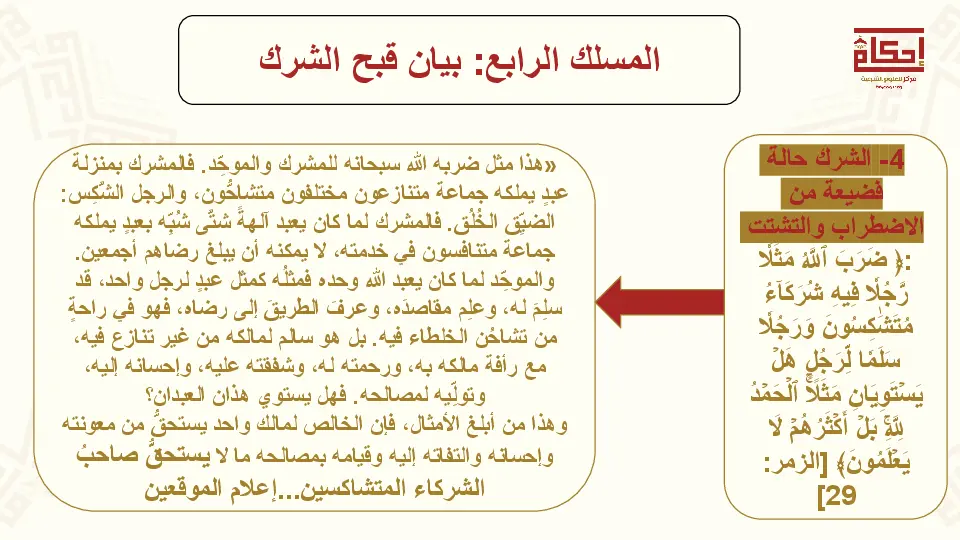 المسلك الرابع: بيان قبح الشرك
إحكام
مركز للعلوم الشرعية
4- الشرك حالة
فضيعة من
الاضطراب والتشتت
:﴿ ضَرَبَ ٱللَّهُ مَثَلٗا
رَّجُلٗا فِيهِ شُرَكَآءُ
مُتَشَٰكِسُونَ وَرَجُلٗا
سَلَمٗا لِّرَجُلٍ هَلۡ
يَسۡتَوِيَانِ مَثَلًاۚ ٱلۡحَمۡدُ
لِلَّهِۚ بَلۡ أَكۡثَرُهُمۡ لَا
يَعۡلَمُونَ﴾ [الزمر:
29]
«هذا مثل ضربه الله سبحانه للمشرك والموحِّد. فالمشرك بمنزلة
عبدٍ يملكه جماعة متنازعون مختلفون متشاحُّون، والرجل الشَّكِس:
الضيِّق الخُلُق. فالمشرك لما كان يعبد آلهةً شتَّى شُبِّه بعبدٍ يملكه
جماعة متنافسون في خدمته، لا يمكنه أن يبلغ رضاهم أجمعين.
والموحِّد لما كان يعبد الله وحده فمثلُه كمثل عبدٍ لرجل واحد، قد
سلِمَ له، وعلِم مقاصدَه، وعرفَ الطريقَ إلى رضاه، فهو في راحةٍ
من تشاحُن الخلطاء فيه. بل هو سالم لمالكه من غير تنازع فيه،
مع رأفة مالكه به، ورحمته له، وشفقته عليه، وإحسانه إليه،
وتولِّيه لمصالحه. فهل يستوي هذان العبدان؟
وهذا من أبلغ الأمثال، فإن الخالص لمالك واحد يستحقُّ من معونته
وإحسانه والتفاته إليه وقيامه بمصالحه ما لا يستحقُّ صاحبُ
الشركاء المتشاكسين...إعلام الموقعين